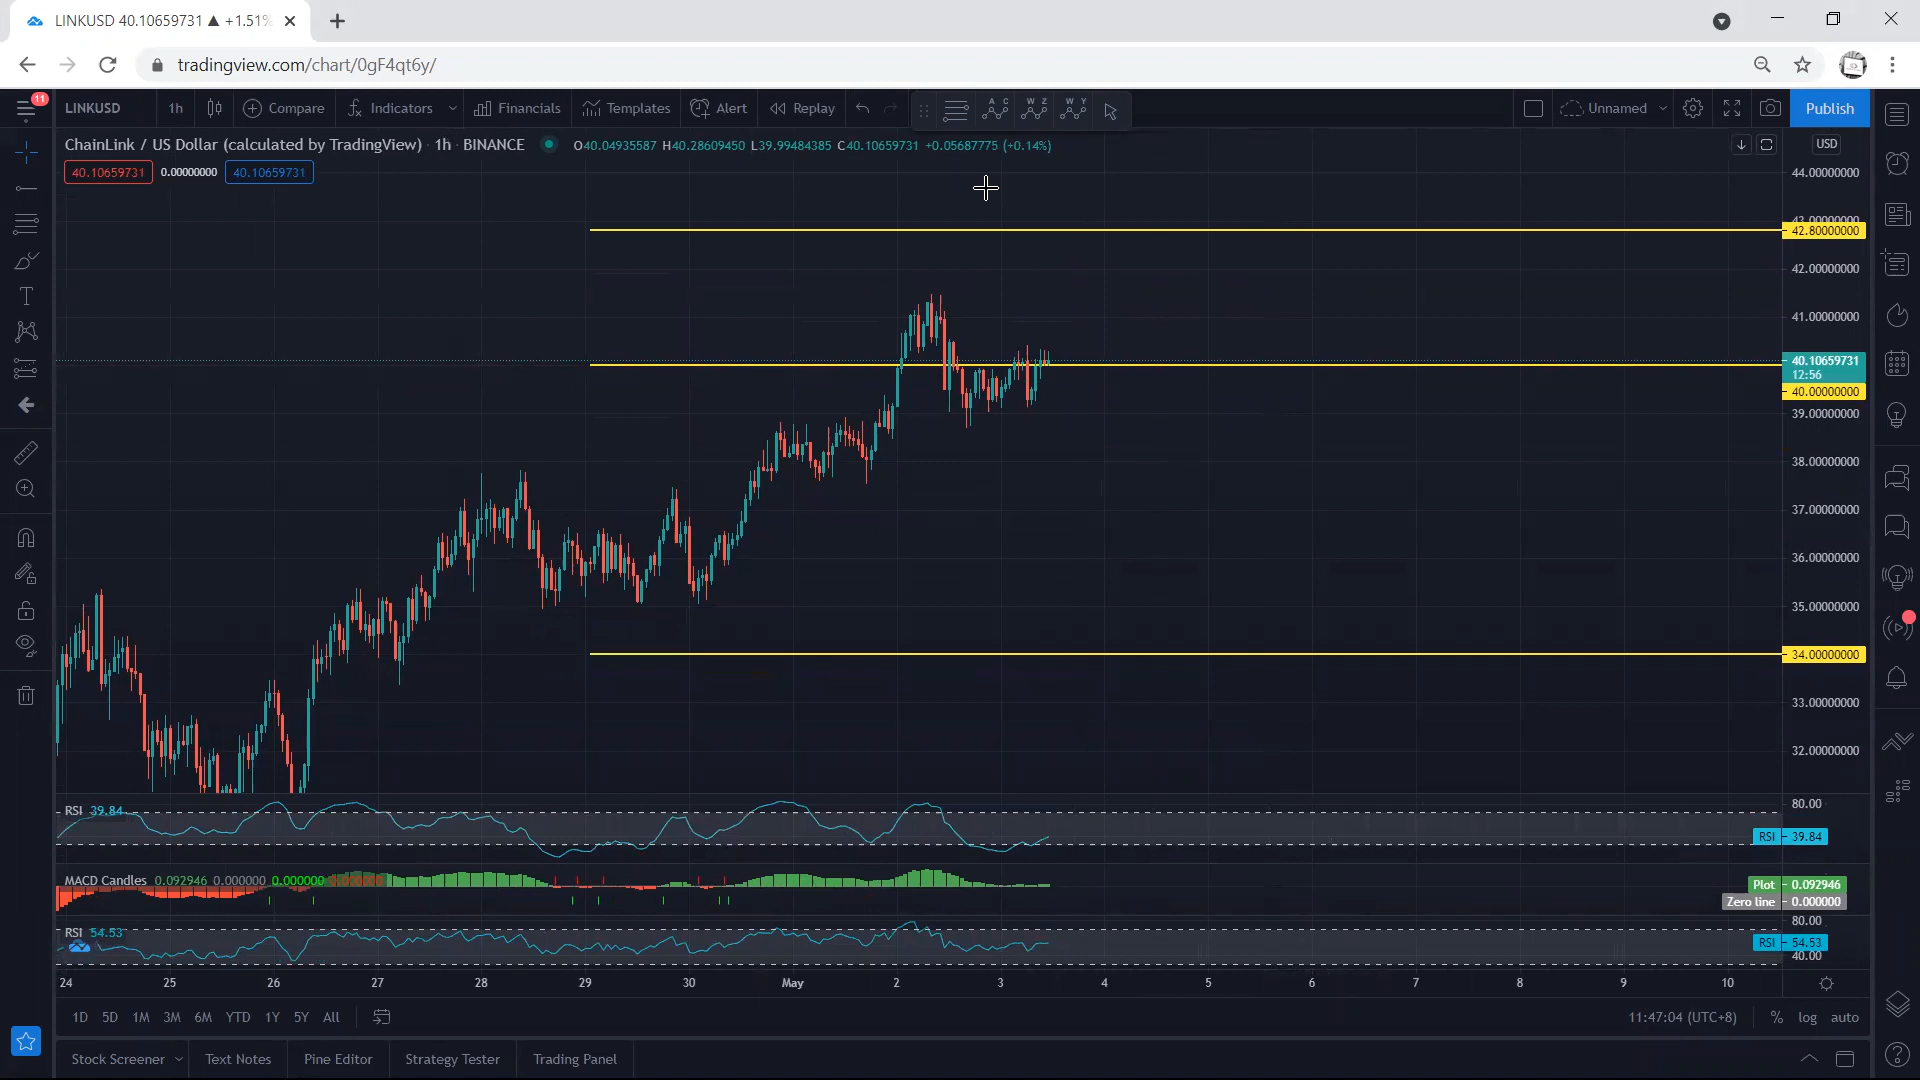 LINKUSD 40.10659731 ▲ +1.51%
tradingview.com/chart/0gF4qt6y/
11
LINKUSD 1h Compare Indicators Financials Templates Alert Replay A C W Z W Y Unnamed Publish
ChainLink / US Dollar (calculated by TradingView) · 1h · BINANCE O40.04935587 H40.28609450 L39.99484385 C40.10659731 +0.05687775 (+0.14%)
USD
40.10659731 0.00000000 40.10659731
44.00000000
43.00000000
42.80000000
42.00000000
41.00000000
40.10659731
12:56
40.00000000
39.00000000
38.00000000
37.00000000
36.00000000
35.00000000
34.00000000
33.00000000
32.00000000
RSI 39.84
80.00
RSI 39.84
MACD Candles 0.092946 0.000000 0.000000 0.000000
Plot 0.092946
Zero line 0.000000
80.00
RSI 54.53
RSI 54.53
40.00
24 25 26 27 28 29 30 May 2 3 4 5 6 7 8 9 10
1D 5D 1M 3M 6M YTD 1Y 5Y All
11:47:04 (UTC+8) % log auto
Stock Screener Text Notes Pine Editor Strategy Tester Trading Panel